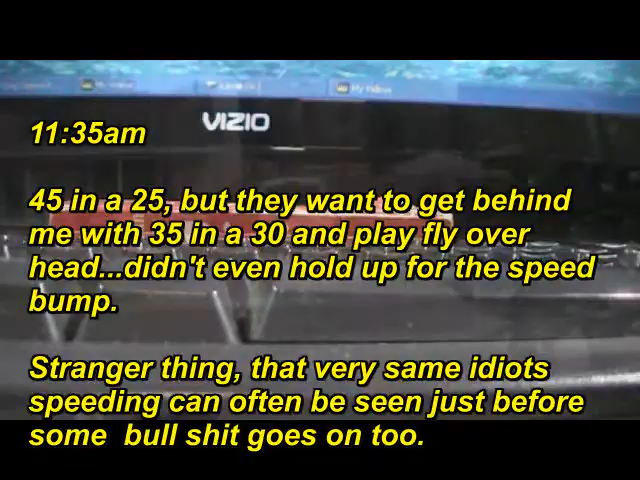 My Videos
VIZIO
11:35am
45 in a 25, but they want to get behind
me with 35 in a 30 and play fly over
head...didn't even hold up for the speed
bump.
Stranger thing, that very same idiots
speeding can often be seen just before
some bull shit goes on too.